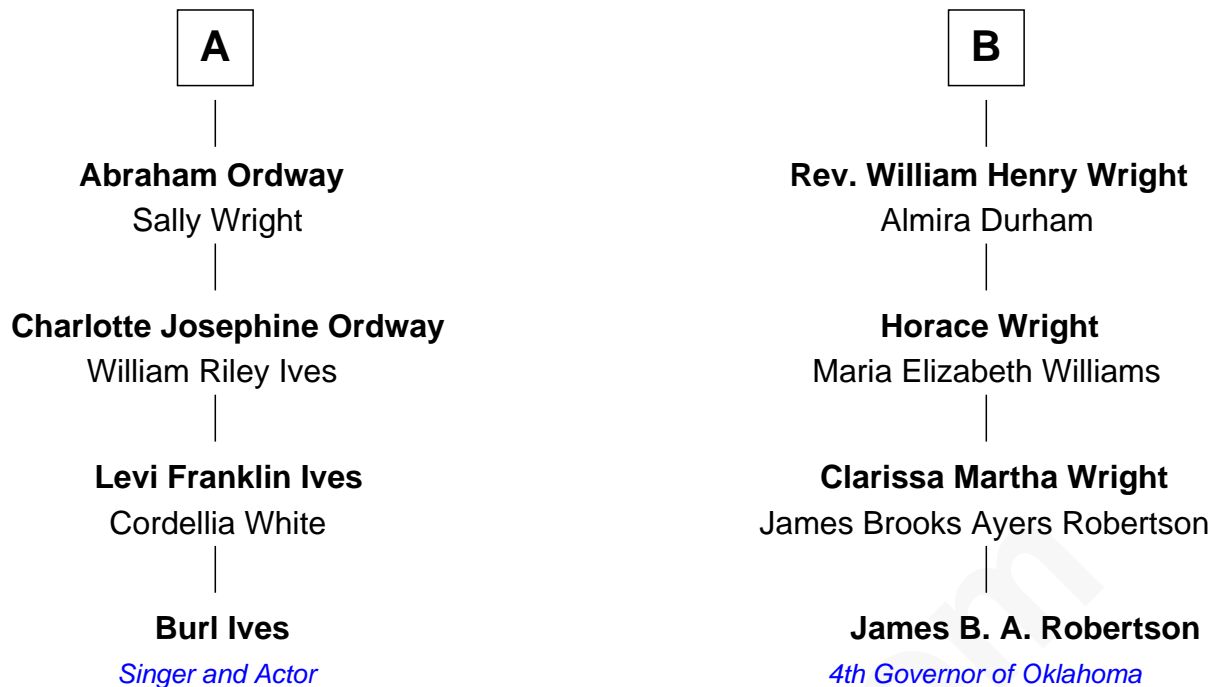 A
Abraham Ordway
Sally Wright
Charlotte Josephine Ordway
William Riley Ives
Levi Franklin Ives
Cordellia White
Burl Ives
Singer and Actor
B
Rev. William Henry Wright
Almira Durham
Horace Wright
Maria Elizabeth Williams
Clarissa Martha Wright
James Brooks Ayers Robertson
James B. A. Robertson
4th Governor of Oklahoma